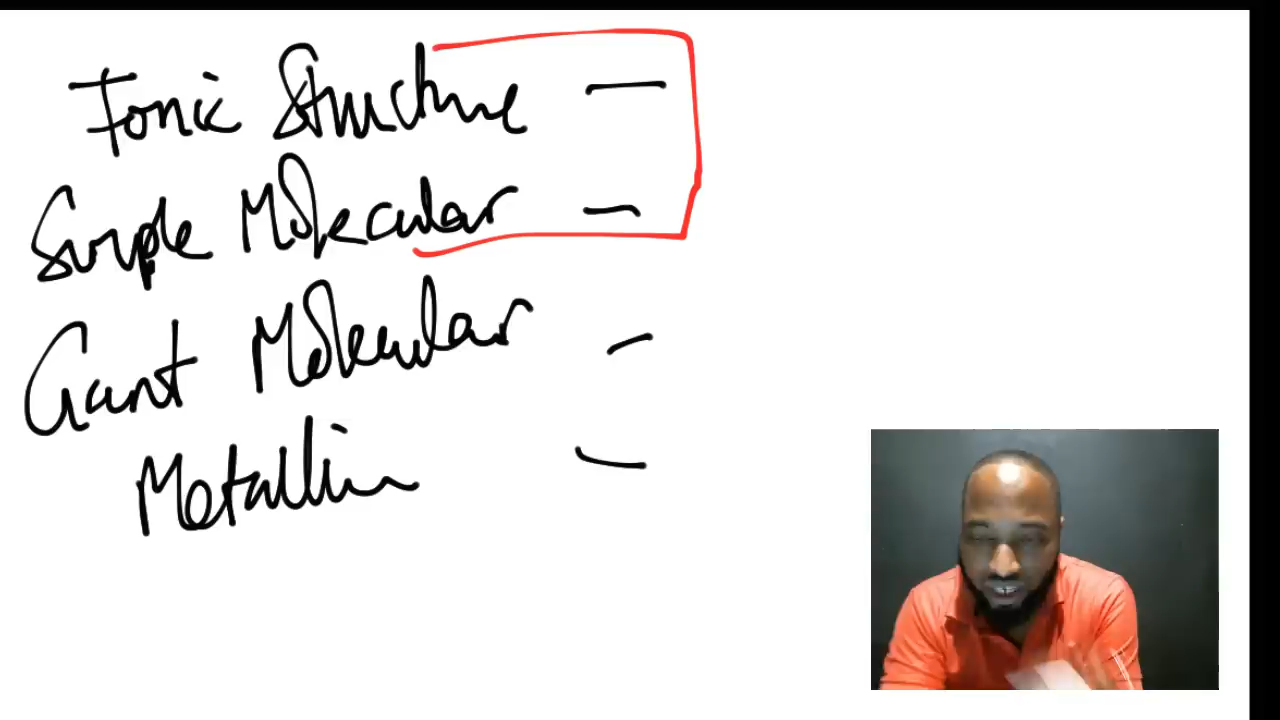 Ionic Structure —
Simple Molecular —
Giant Molecular —
Metallic —